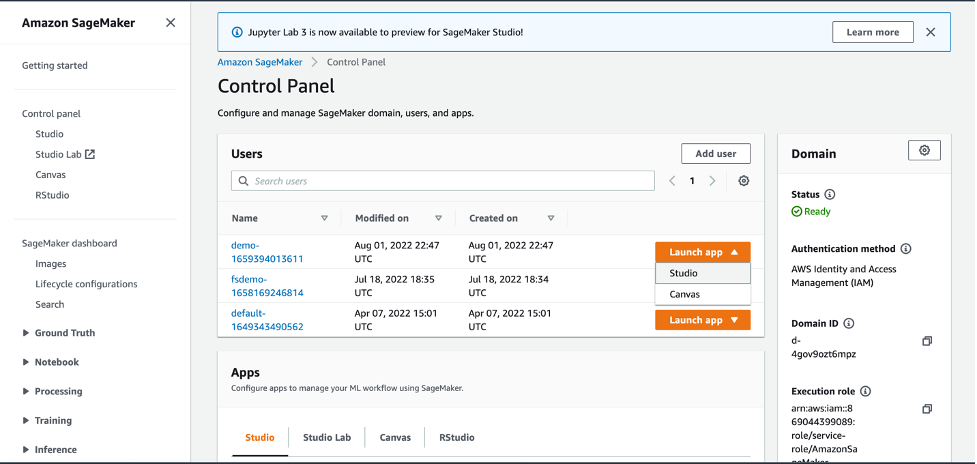 Amazon SageMaker
Getting started
Control panel
Studio
Studio Lab
Canvas
RStudio
SageMaker dashboard
Images
Lifecycle configurations
Search
Ground Truth
Notebook
Processing
Training
Inference
Jupyter Lab 3 is now available to preview for SageMaker Studio!
Learn more
Amazon SageMaker > Control Panel
Control Panel
Configure and manage SageMaker domain, users, and apps.
Users
Add user
Search users
1
Name Modified on Created on
demo-
1659394013611
Aug 01, 2022 22:47
UTC
Aug 01, 2022 22:47
UTC
Launch app
Studio
Canvas
fsdemo-
1658169246814
Jul 18, 2022 18:35
UTC
Jul 18, 2022 18:34
UTC
default-
1649343490562
Apr 07, 2022 15:01
UTC
Apr 07, 2022 15:01
UTC
Launch app
Apps
Configure apps to manage your ML workflow using SageMaker.
Studio Studio Lab Canvas RStudio
Domain
Status
Ready
Authentication method
AWS Identity and Access
Management (IAM)
Domain ID
d-
4gov9ozt6mpz
Execution role
arn:aws:iam::8
69044399089:
role/service-
role/AmazonSa
geMaker